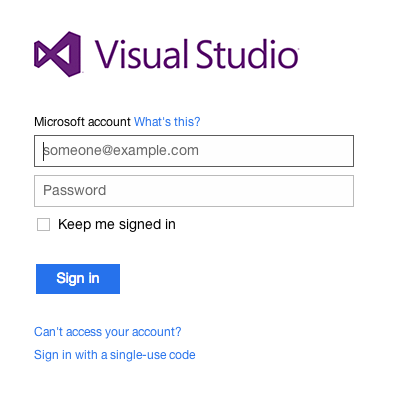 Visual Studio
Microsoft account What's this?
someone@example.com
Password
Keep me signed in
Sign in
Can't access your account?
Sign in with a single-use code